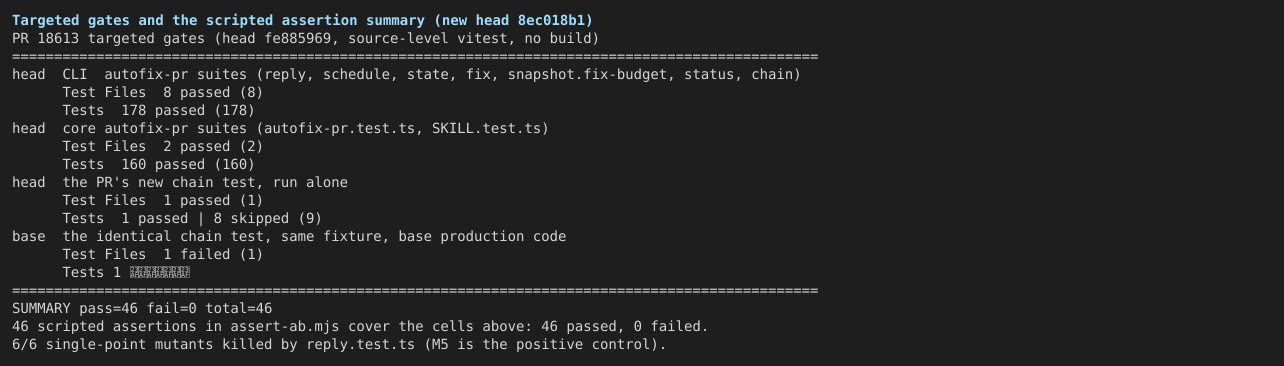 Targeted gates and the scripted assertion summary (new head 8ec018b1)
PR 18613 targeted gates (head fe885969, source-level vitest, no build)
================================================================================================
head  CLI  autofix-pr suites (reply, schedule, state, fix, snapshot.fix-budget, status, chain)
      Test Files  8 passed (8)
      Tests  178 passed (178)
head  core autofix-pr suites (autofix-pr.test.ts, SKILL.test.ts)
      Test Files  2 passed (2)
      Tests  160 passed (160)
head  the PR's new chain test, run alone
      Test Files  1 passed (1)
      Tests  1 passed | 8 skipped (9)
base  the identical chain test, same fixture, base production code
      Test Files  1 failed (1)
      Tests 1
================================================================================================
SUMMARY pass=46 fail=0 total=46
46 scripted assertions in assert-ab.mjs cover the cells above: 46 passed, 0 failed.
6/6 single-point mutants killed by reply.test.ts (M5 is the positive control).